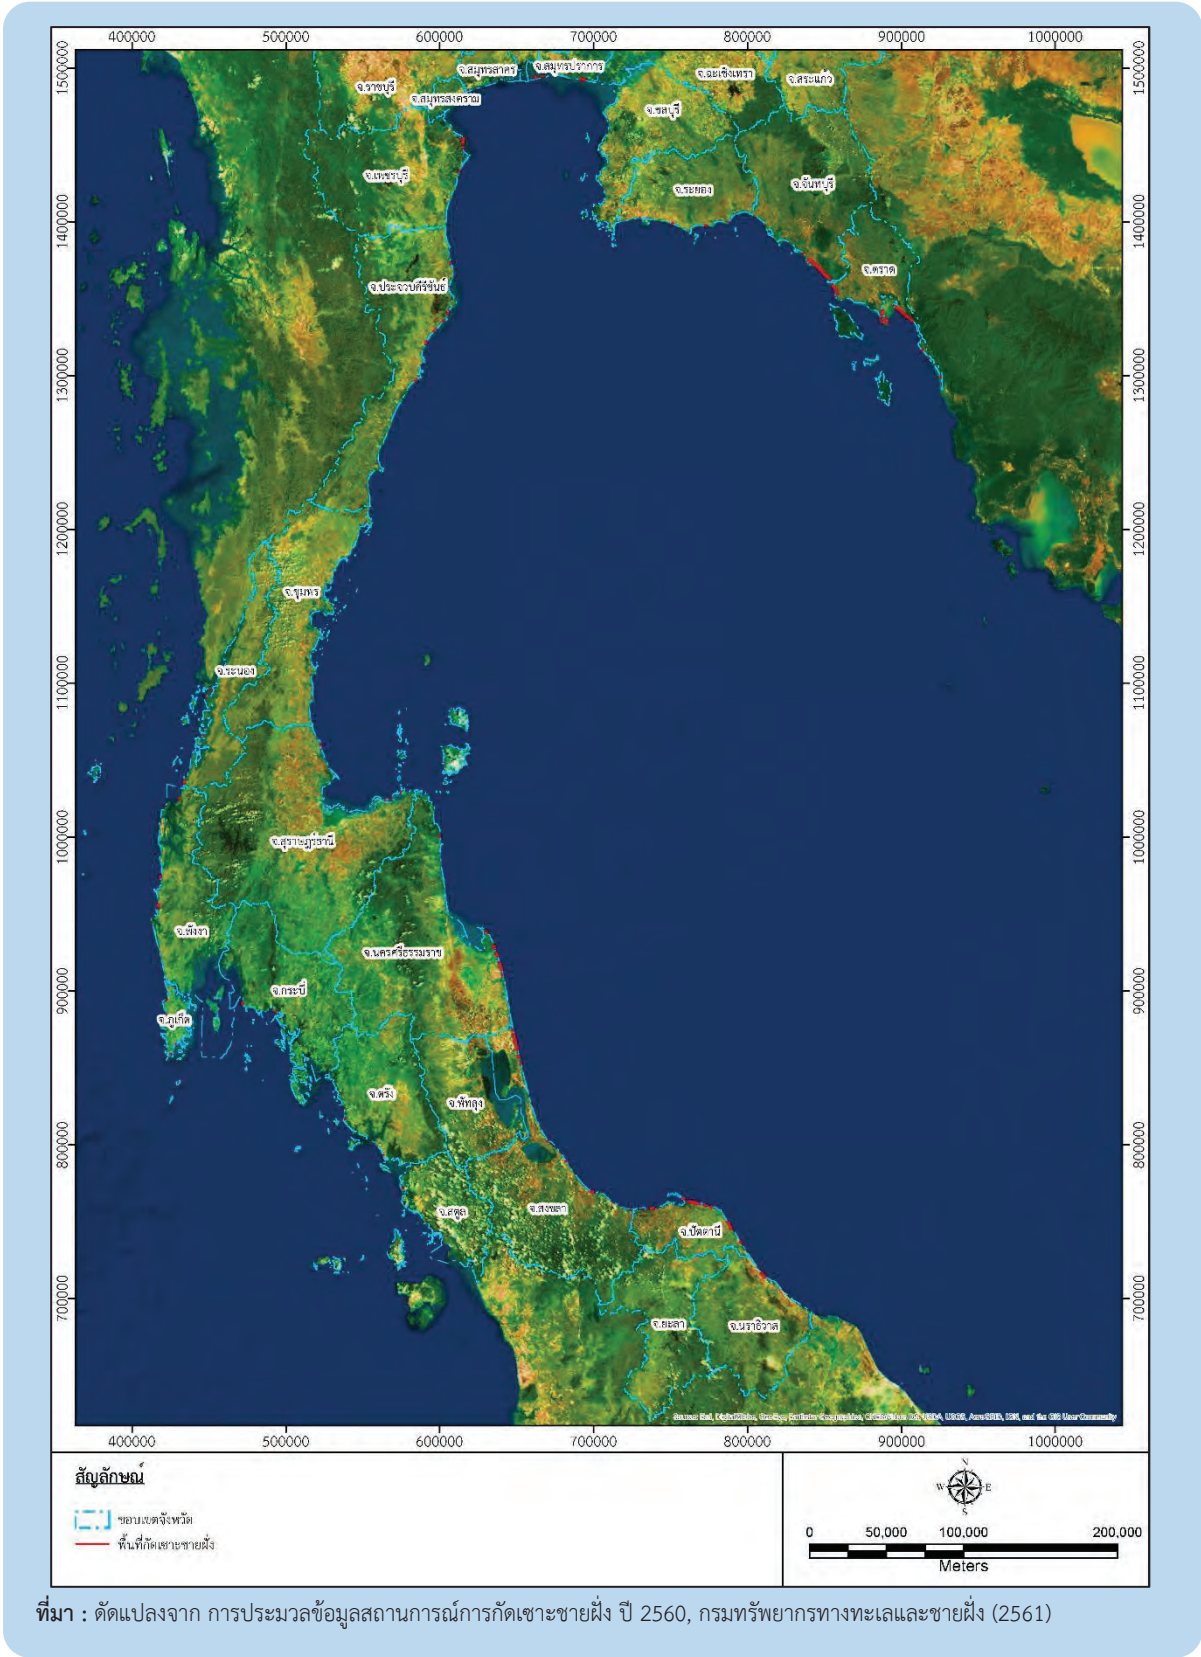 400000 500000 600000 700000 800000 900000 1000000
1500000
1400000
1300000
1200000
1100000
1000000
900000
800000
700000
1500000
1400000
1300000
1200000
1100000
1000000
900000
800000
700000
จ.สมุทรสาคร
จ.สมุทรปราการ
จ.ฉะเชิงเทรา
จ.สระแก้ว
จ.ราชบุรี
จ.สมุทรสงคราม
จ.ชลบุรี
จ.เพชรบุรี
จ.ระยอง
จ.จันทบุรี
จ.ประจวบคีรีขันธ์
จ.ตราด
จ.ชุมพร
จ.ระนอง
จ.สุราษฎร์ธานี
จ.พังงา
จ.นครศรีธรรมราช
จ.กระบี่
จ.ภูเก็ต
จ.ตรัง
จ.พัทลุง
จ.สตูล
จ.สงขลา
จ.ปัตตานี
จ.ยะลา
จ.นราธิวาส
400000 500000 600000 700000 800000 900000 1000000
สัญลักษณ์
ขอบเขตจังหวัด
พื้นที่กัดเซาะชายฝั่ง
N
W E
S
0 50,000 100,000 200,000
Meters
ที่มา : ดัดแปลงจาก การประมวลข้อมูลสถานการณ์การกัดเซาะชายฝั่ง ปี 2560, กรมทรัพยากรทางทะเลและชายฝั่ง (2561)